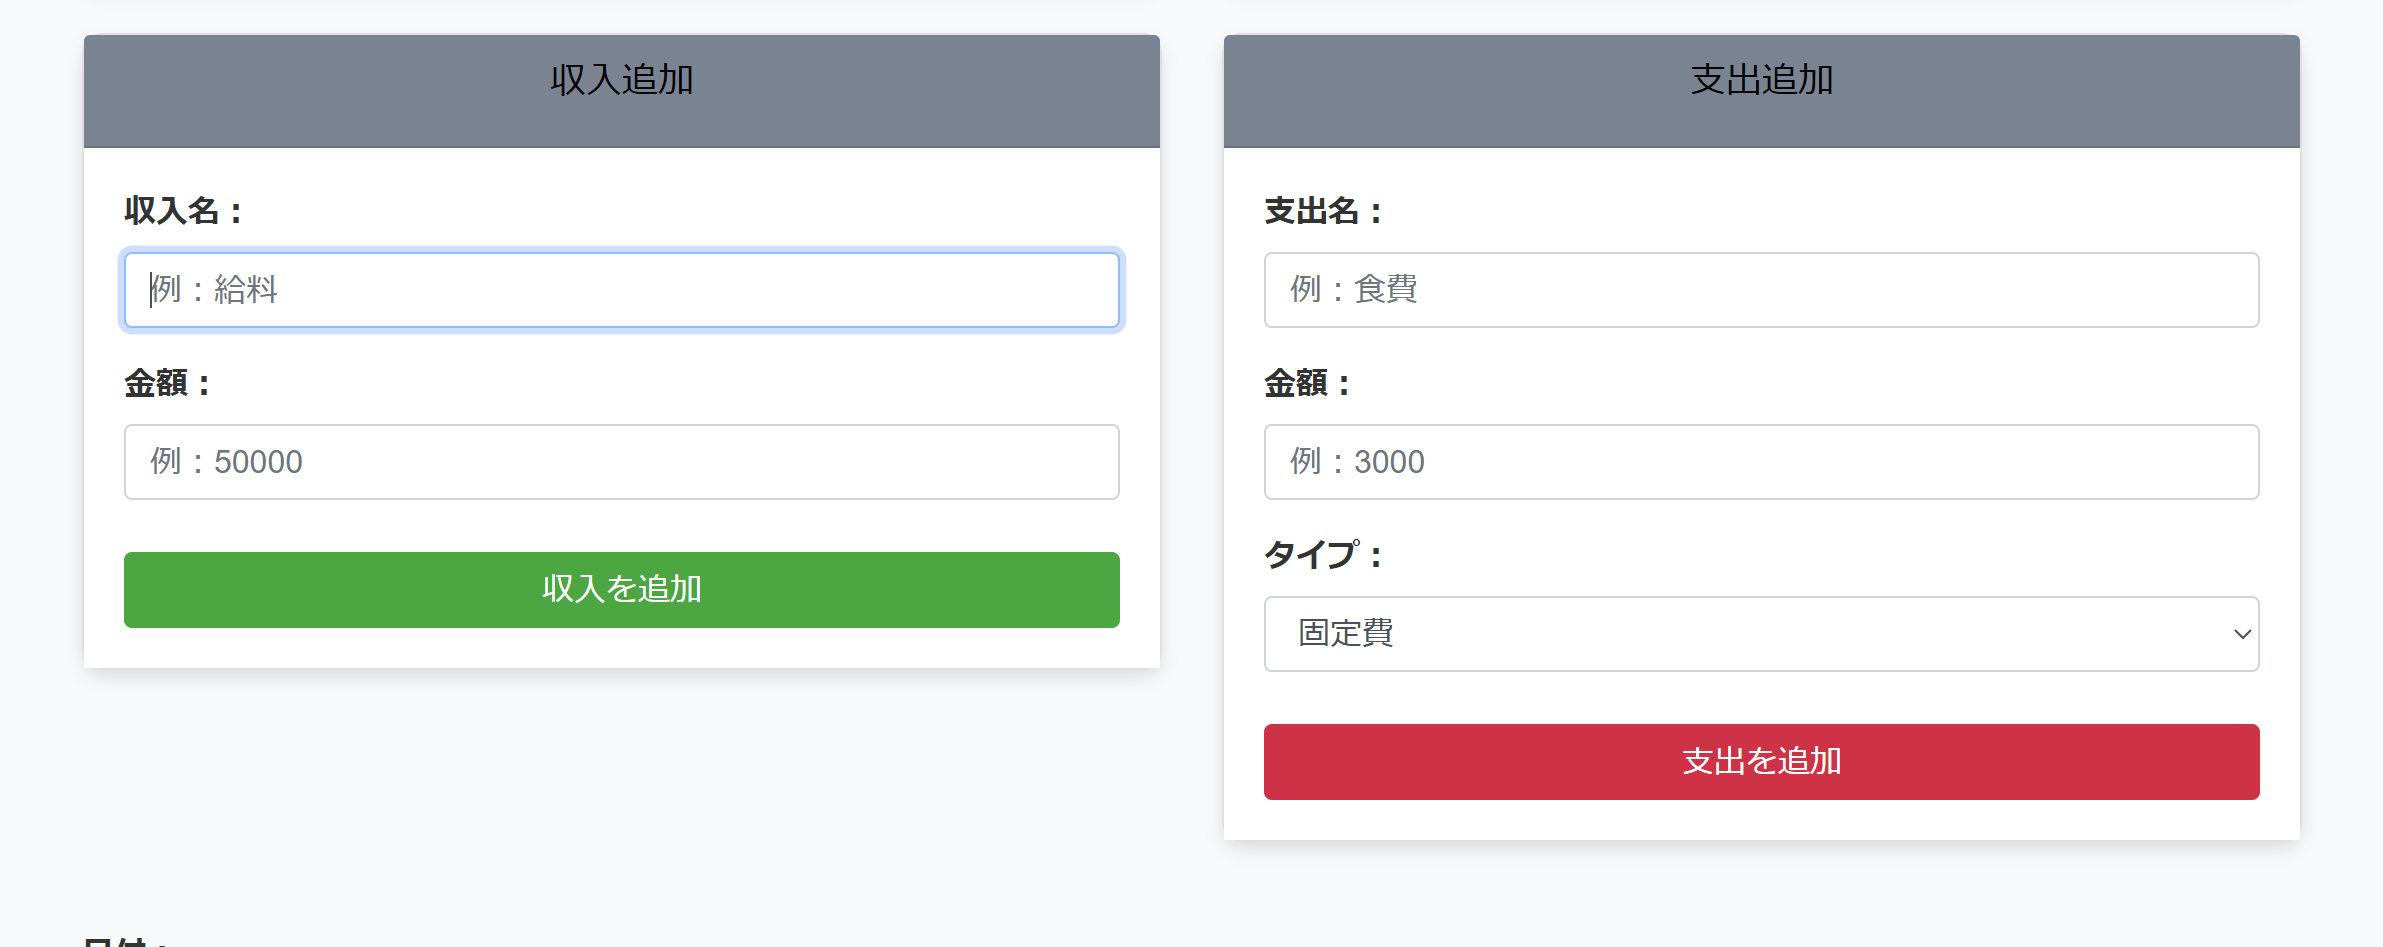 収入追加
収入名：
例：給料
金額：
例：50000
収入を追加
支出追加
支出名：
例：食費
金額：
例：3000
タイプ：
固定費
支出を追加